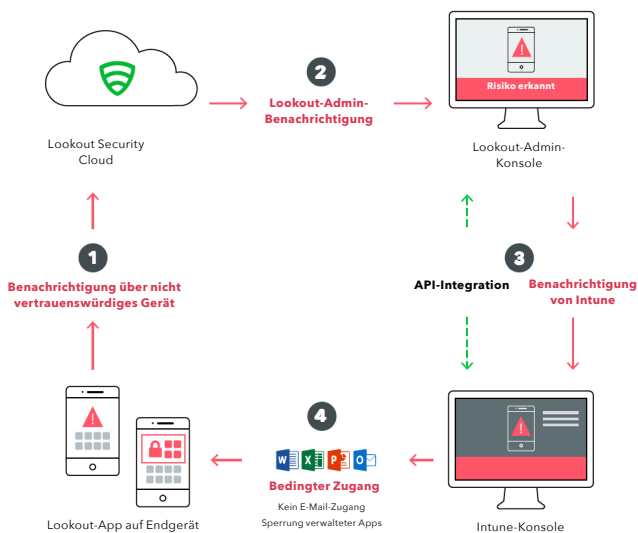 2
Risiko erkannt
Lookout-Admin-
Benachrichtigung
Lookout Security
Cloud
Lookout-Admin-
Konsole
1
Benachrichtigung über nicht
vertrauenswürdiges Gerät
3
API-Integration
Benachrichtigung
von Intune
4
W X P O
Bedingter Zugang
Kein E-Mail-Zugang
Sperrung verwalteter Apps
Lookout-App auf Endgerät
Intune-Konsole